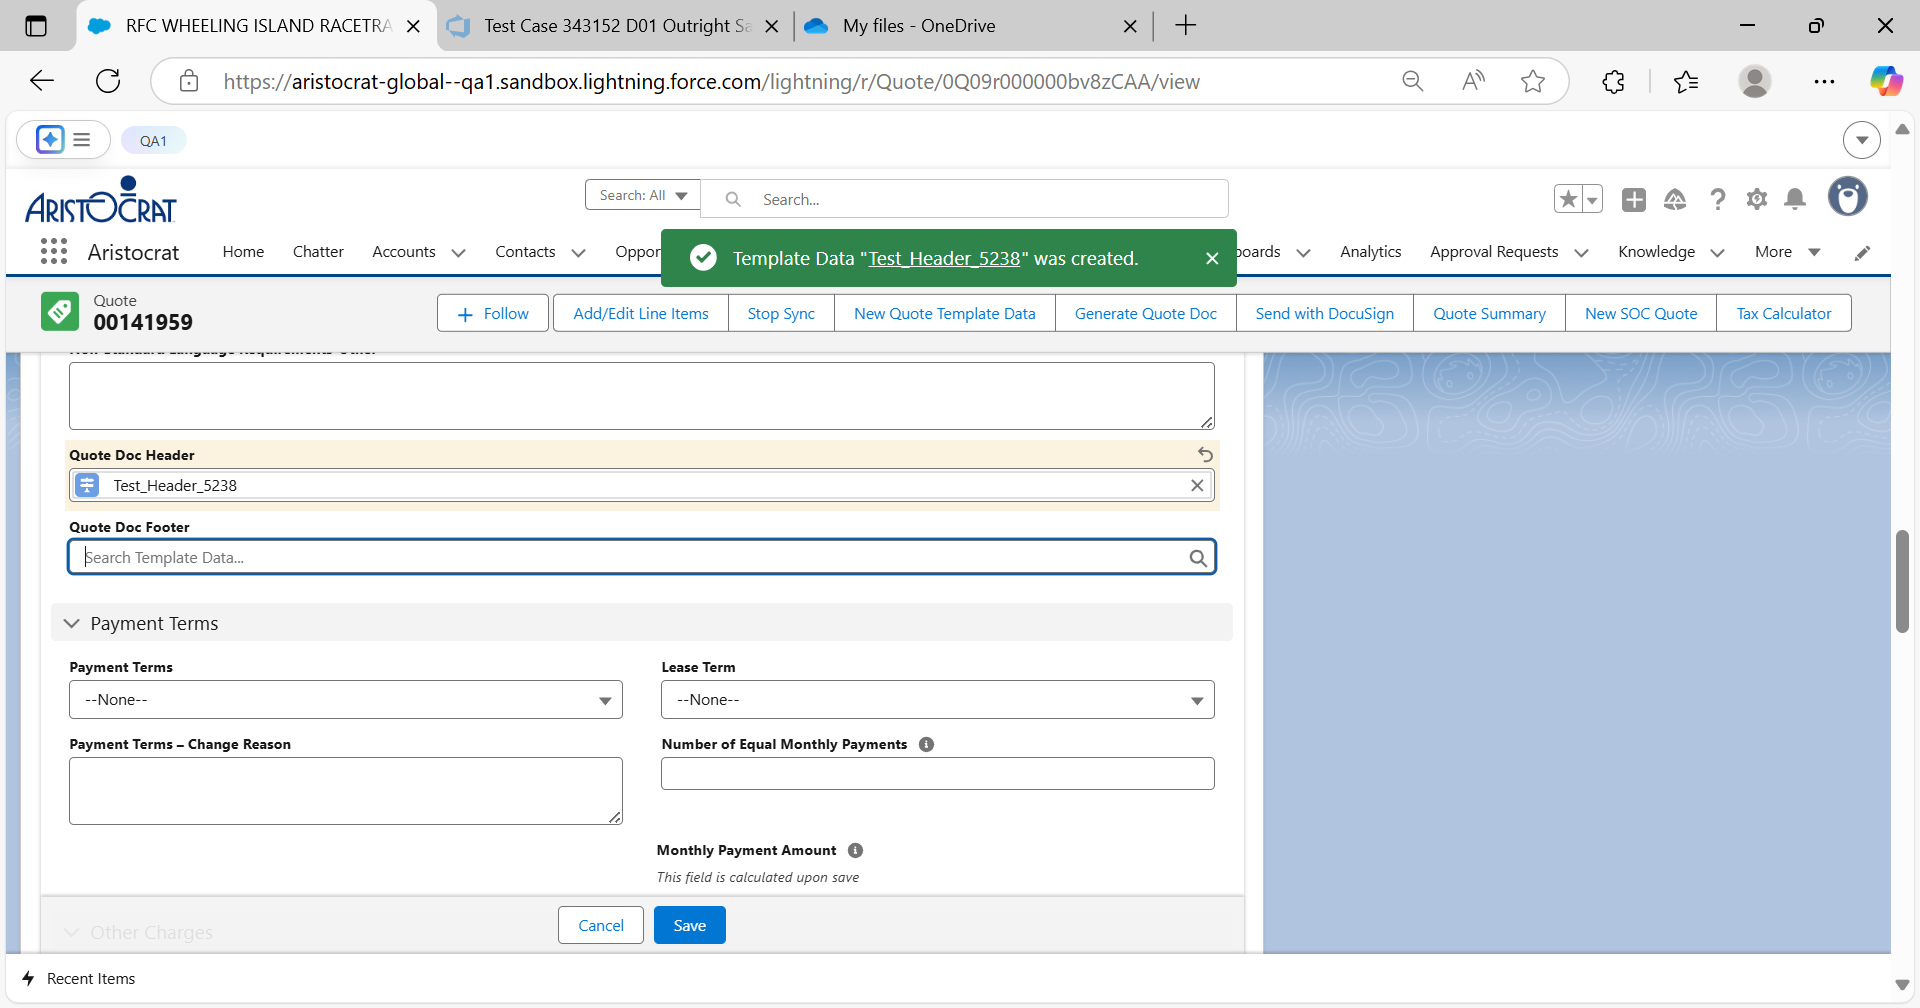 RFC WHEELING ISLAND RACETRA
Test Case 343152 D01 Outright Sa
My files - OneDrive
https://aristocrat-global--qa1.sandbox.lightning.force.com/lightning/r/Quote/0Q09r000000bv8zCAA/view
QA1
ARISTOCRAT
Search: All
Search...
Aristocrat
Home
Chatter
Accounts
Contacts
Oppor
Template Data "Test_Header_5238" was created.
boards
Analytics
Approval Requests
Knowledge
More
Quote
00141959
Follow
Add/Edit Line Items
Stop Sync
New Quote Template Data
Generate Quote Doc
Send with DocuSign
Quote Summary
New SOC Quote
Tax Calculator
Non-Standard Language Requirements-Other
Quote Doc Header
Test_Header_5238
Quote Doc Footer
Search Template Data...
Payment Terms
Payment Terms
Lease Term
--None--
--None--
Payment Terms – Change Reason
Number of Equal Monthly Payments
Monthly Payment Amount
This field is calculated upon save
Cancel
Save
Other Charges
Recent Items